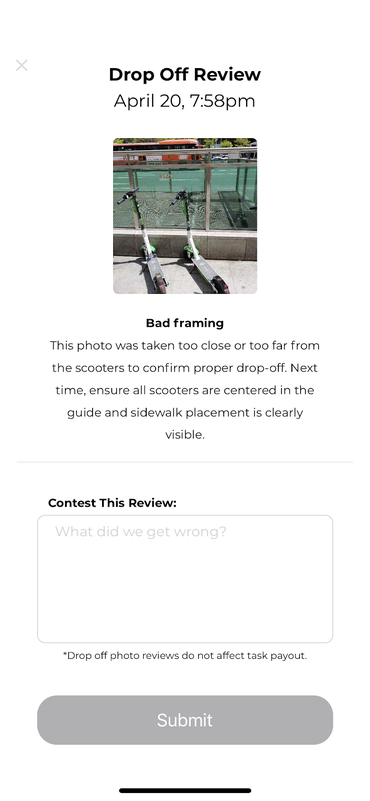 Drop Off Review
April 20, 7:58pm
Bad framing
This photo was taken too close or too far from
the scooters to confirm proper drop-off. Next
time, ensure all scooters are centered in the
guide and sidewalk placement is clearly
visible.
Contest This Review:
What did we get wrong?
*Drop off photo reviews do not affect task payout.
Submit